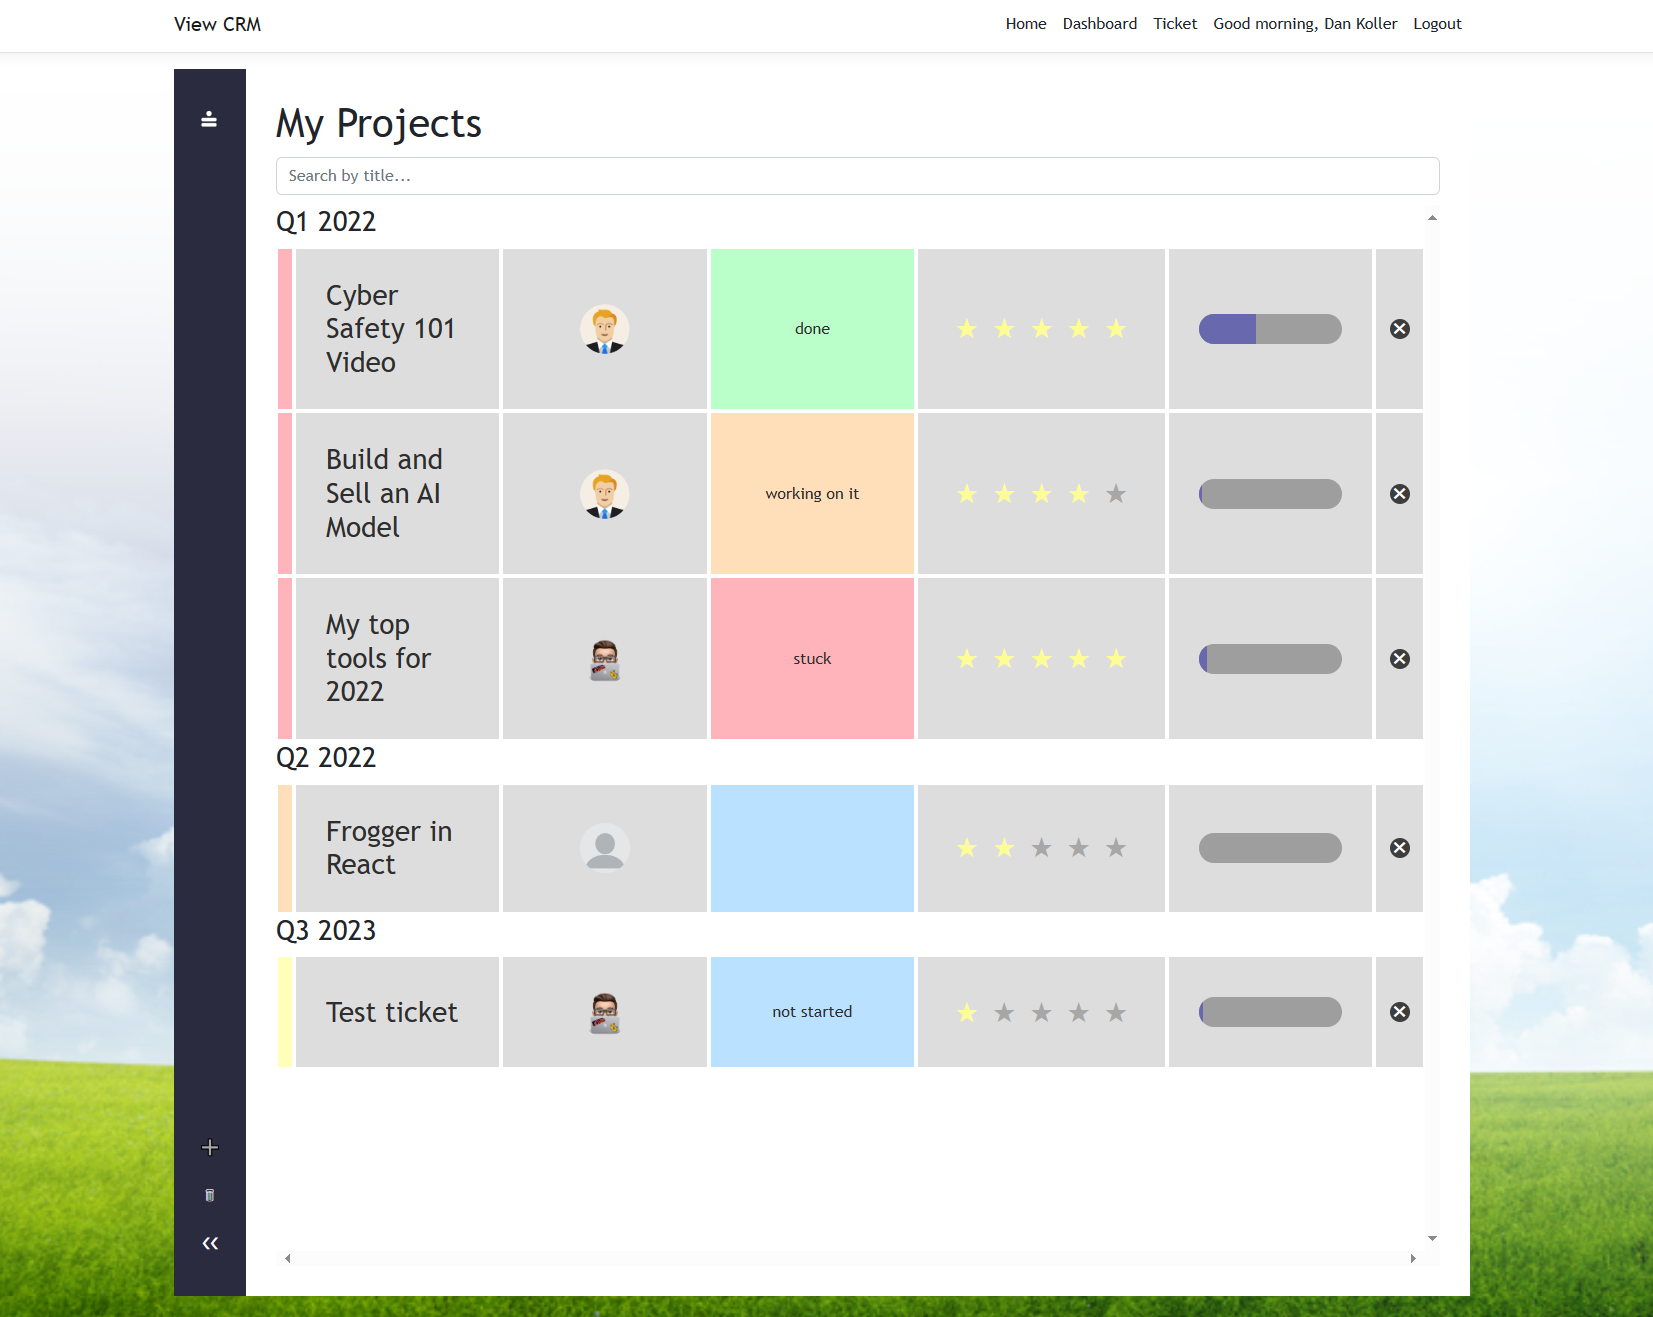 View CRM
Home Dashboard Ticket Good morning, Dan Koller Logout
My Projects
Search by title...
Q1 2022
Cyber
Safety 101
Video
done
Build and
Sell an AI
Model
working on it
My top
tools for
2022
stuck
Q2 2022
Frogger in
React
Q3 2023
Test ticket
not started